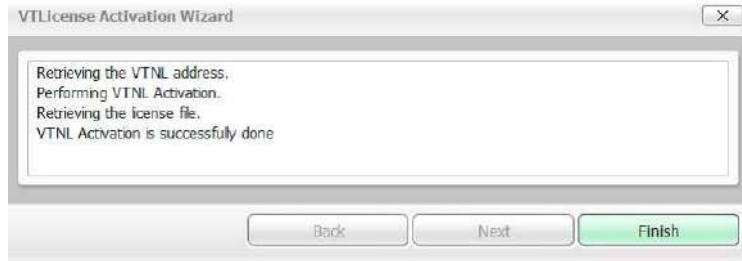 VTLicense Activation Wizard
Retrieving the VTNL address.
Performing VTNL Activation.
Retrieving the license file.
VTNL Activation is successfully done
Back Next Finish